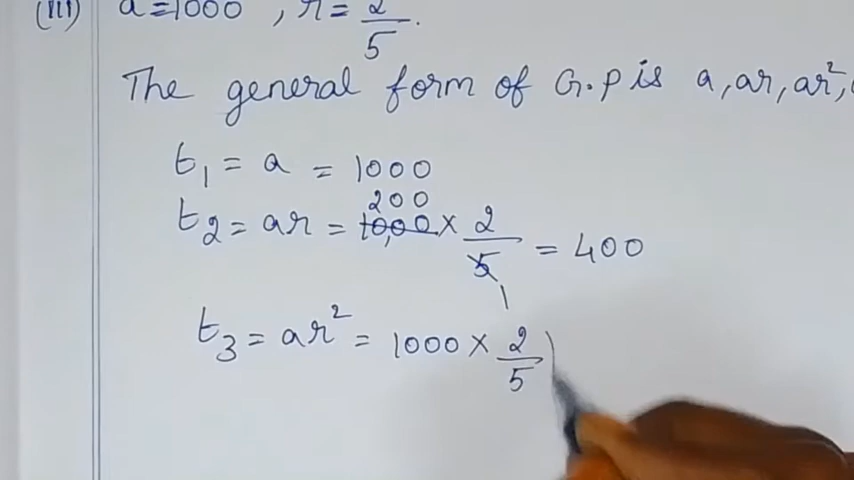 (iii) a=1000 , r = 2/5.
The general form of G.P is a, ar, ar²,
t₁ = a = 1000
t₂ = ar = 200 1000 × 2/5 1 = 400
t₃ = ar² = 1000 × 2/5 )